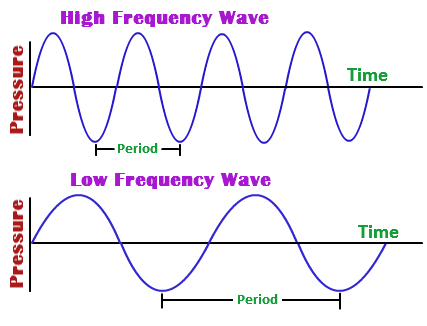 High Frequency Wave
Pressure
Time
Period
Low Frequency Wave
Pressure
Time
Period